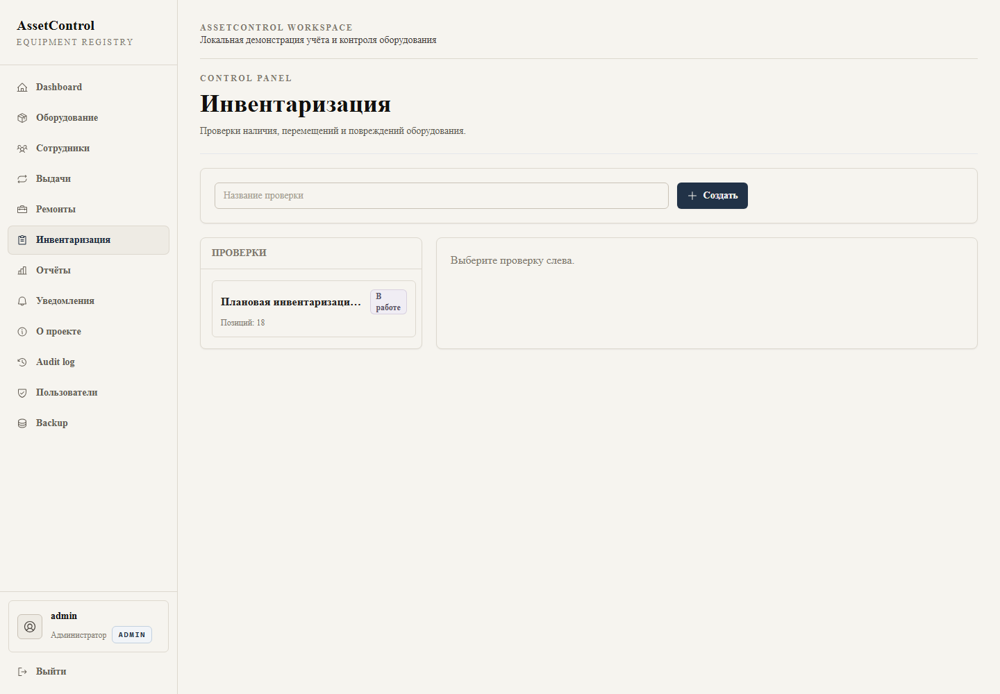 AssetControl
EQUIPMENT REGISTRY
Dashboard
Оборудование
Сотрудники
Выдачи
Ремонты
Инвентаризация
Отчёты
Уведомления
О проекте
Audit log
Пользователи
Backup
admin
Администратор ADMIN
Выйти
ASSETCONTROL WORKSPACE
Локальная демонстрация учёта и контроля оборудования
CONTROL PANEL
Инвентаризация
Проверки наличия, перемещений и повреждений оборудования.
Название проверки
Создать
ПРОВЕРКИ
Плановая инвентаризаци…
В
работе
Позиций: 18
Выберите проверку слева.